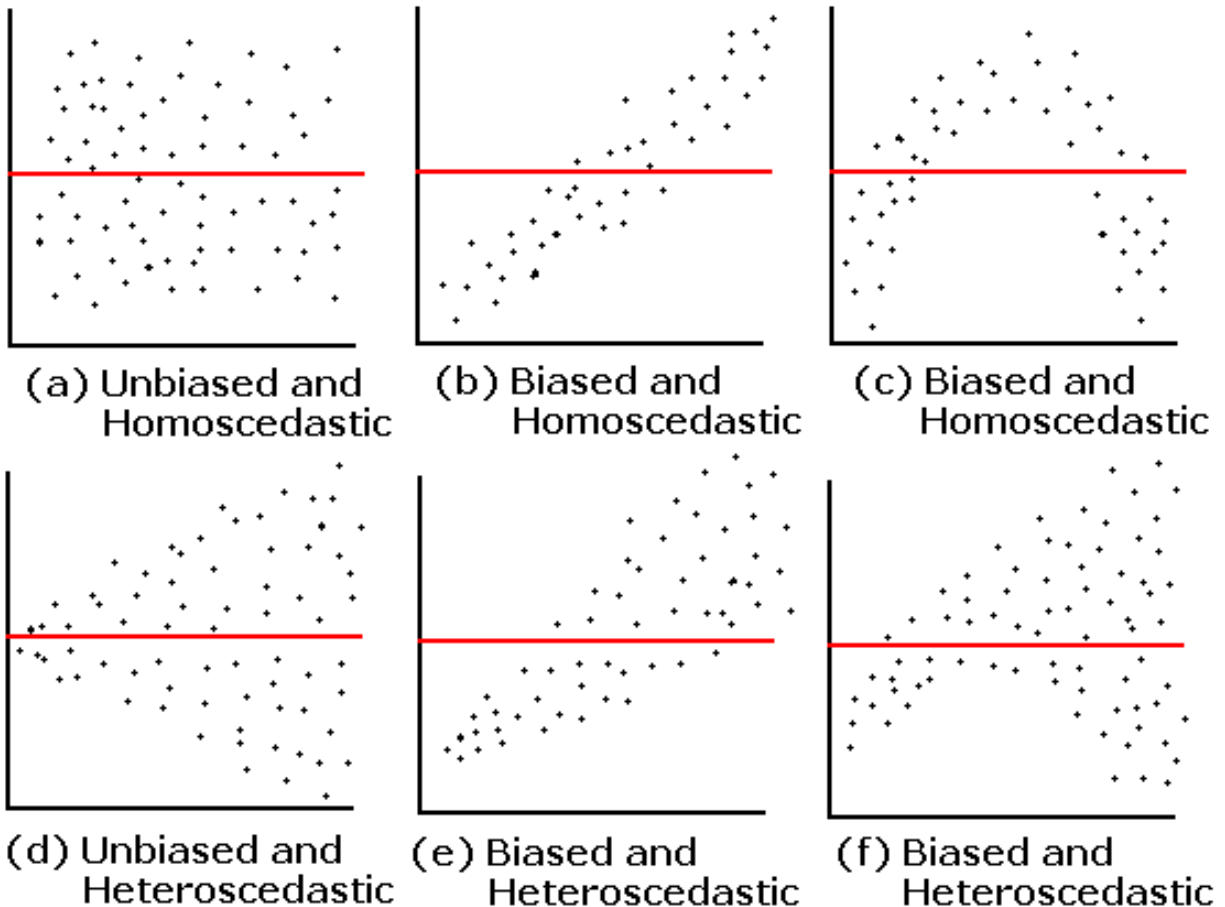 (a) Unbiased and
Homoscedastic
(b) Biased and
Homoscedastic
(c) Biased and
Homoscedastic
(d) Unbiased and
Heteroscedastic
(e) Biased and
Heteroscedastic
(f) Biased and
Heteroscedastic